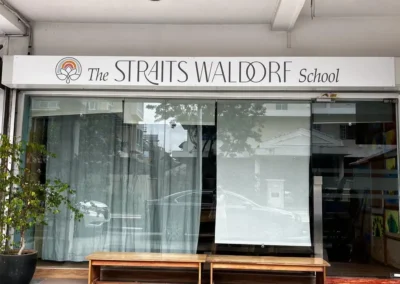 The STRAITS WALDORF School